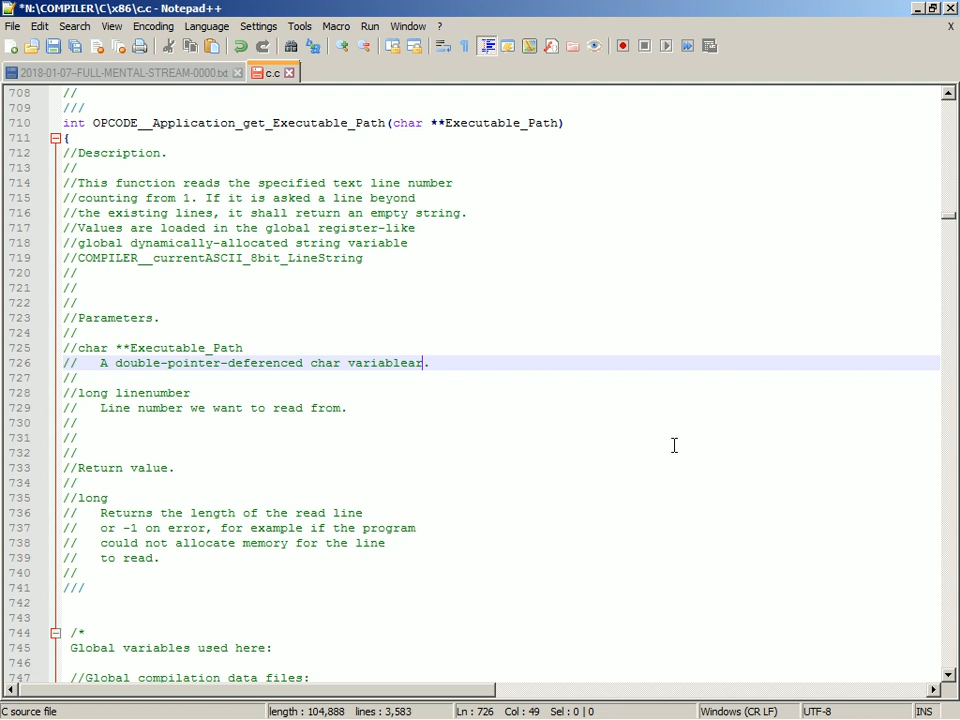 *N:\COMPILER\C\x86\c.c - Notepad++
File Edit Search View Encoding Language Settings Tools Macro Run Window ? X
2018-01-07--FULL-MENTAL-STREAM-0000.txt c.c
708 //
709 ///
710 int OPCODE__Application_get_Executable_Path(char **Executable_Path)
711 {
712 //Description.
713 //
714 //This function reads the specified text line number
715 //counting from 1. If it is asked a line beyond
716 //the existing lines, it shall return an empty string.
717 //Values are loaded in the global register-like
718 //global dynamically-allocated string variable
719 //COMPILER__currentASCII_8bit_LineString
720 //
721 //
722 //
723 //Parameters.
724 //
725 //char **Executable_Path
726 //   A double-pointer-deferenced char variablear.
727 //
728 //long linenumber
729 //   Line number we want to read from.
730 //
731 //
732 //
733 //Return value.
734 //
735 //long
736 //   Returns the length of the read line
737 //   or -1 on error, for example if the program
738 //   could not allocate memory for the line
739 //   to read.
740 //
741 ///
742
743
744 /*
745 Global variables used here:
746
747 //Global compilation data files:
C source file length : 104,888 lines : 3,583 Ln : 726 Col : 49 Sel : 0 | 0 Windows (CR LF) UTF-8 INS